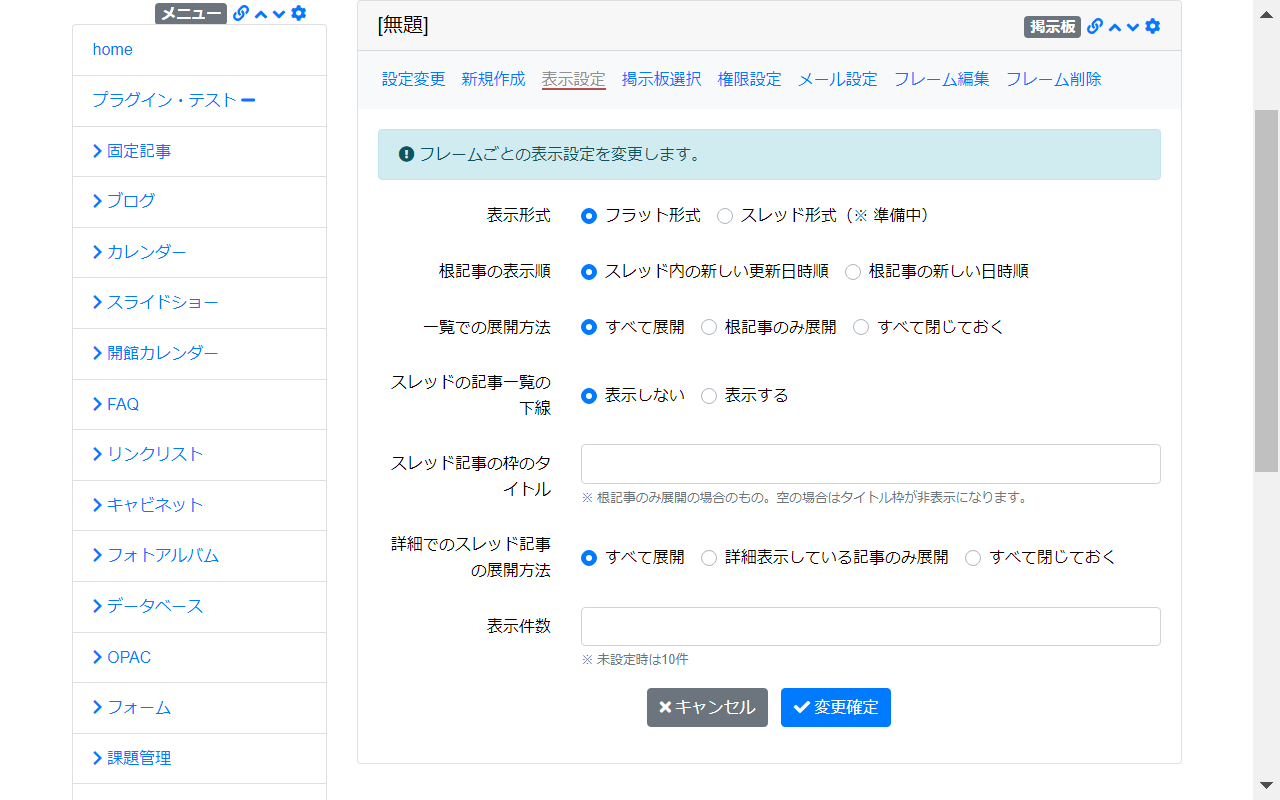 メニュー
home
プラグイン・テスト
固定記事
ブログ
カレンダー
スライドショー
開館カレンダー
FAQ
リンクリスト
キャビネット
フォトアルバム
データベース
OPAC
フォーム
課題管理
[無題]
掲示板
設定変更 新規作成 表示設定 掲示板選択 権限設定 メール設定 フレーム編集 フレーム削除
フレームごとの表示設定を変更します。
表示形式 フラット形式 スレッド形式（※ 準備中）
根記事の表示順 スレッド内の新しい更新日時順 根記事の新しい日時順
一覧での展開方法 すべて展開 根記事のみ展開 すべて閉じておく
スレッドの記事一覧の
下線
表示しない 表示する
スレッド記事の枠のタ
イトル
※ 根記事のみ展開の場合のもの。空の場合はタイトル枠が非表示になります。
詳細でのスレッド記事
の展開方法
すべて展開 詳細表示している記事のみ展開 すべて閉じておく
表示件数
※ 未設定時は10件
キャンセル 変更確定